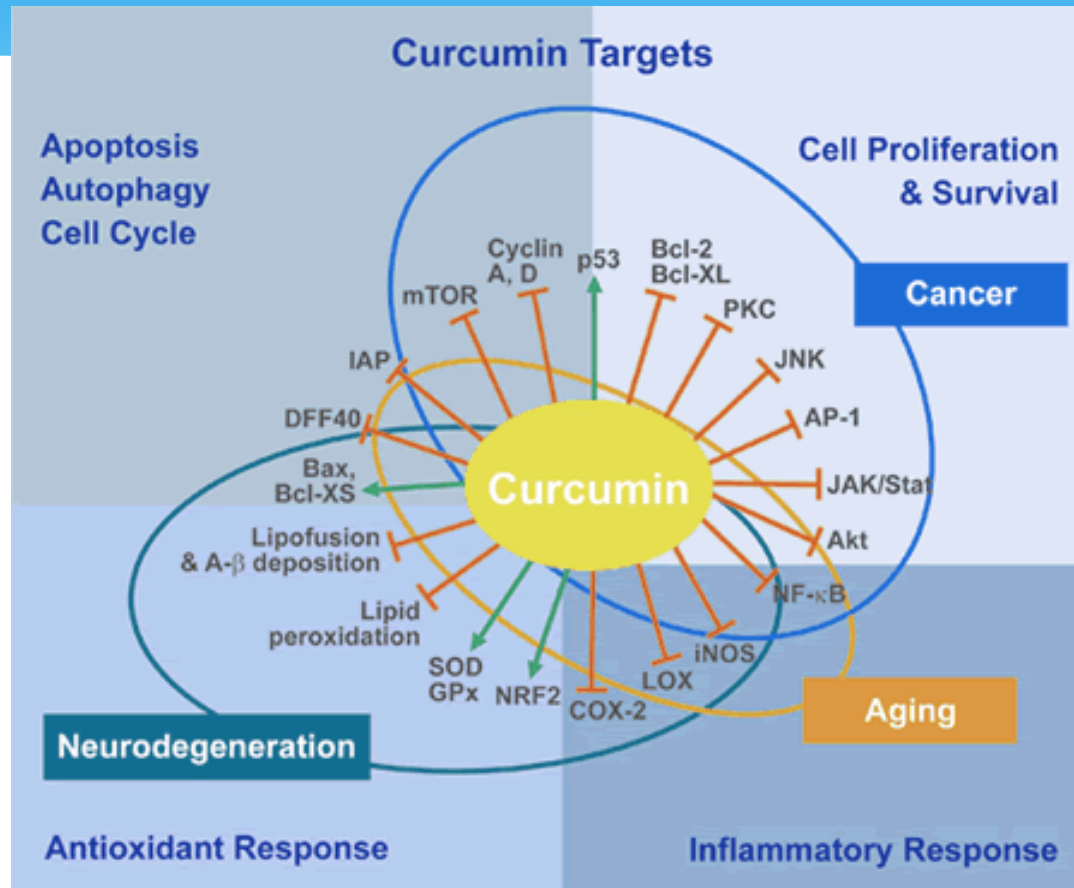 Curcumin Targets
Apoptosis
Autophagy
Cell Cycle
Cell Proliferation
& Survival
Cancer
Cyclin
A, D
p53
Bcl-2
Bcl-XL
mTOR
PKC
IAP
JNK
DFF40
AP-1
Bax,
Bcl-XS
Curcumin
JAK/Stat
Lipofusion
& A-β deposition
Akt
NF-κB
Lipid
peroxidation
SOD
GPx
NRF2
COX-2
LOX
iNOS
Neurodegeneration
Aging
Antioxidant Response
Inflammatory Response